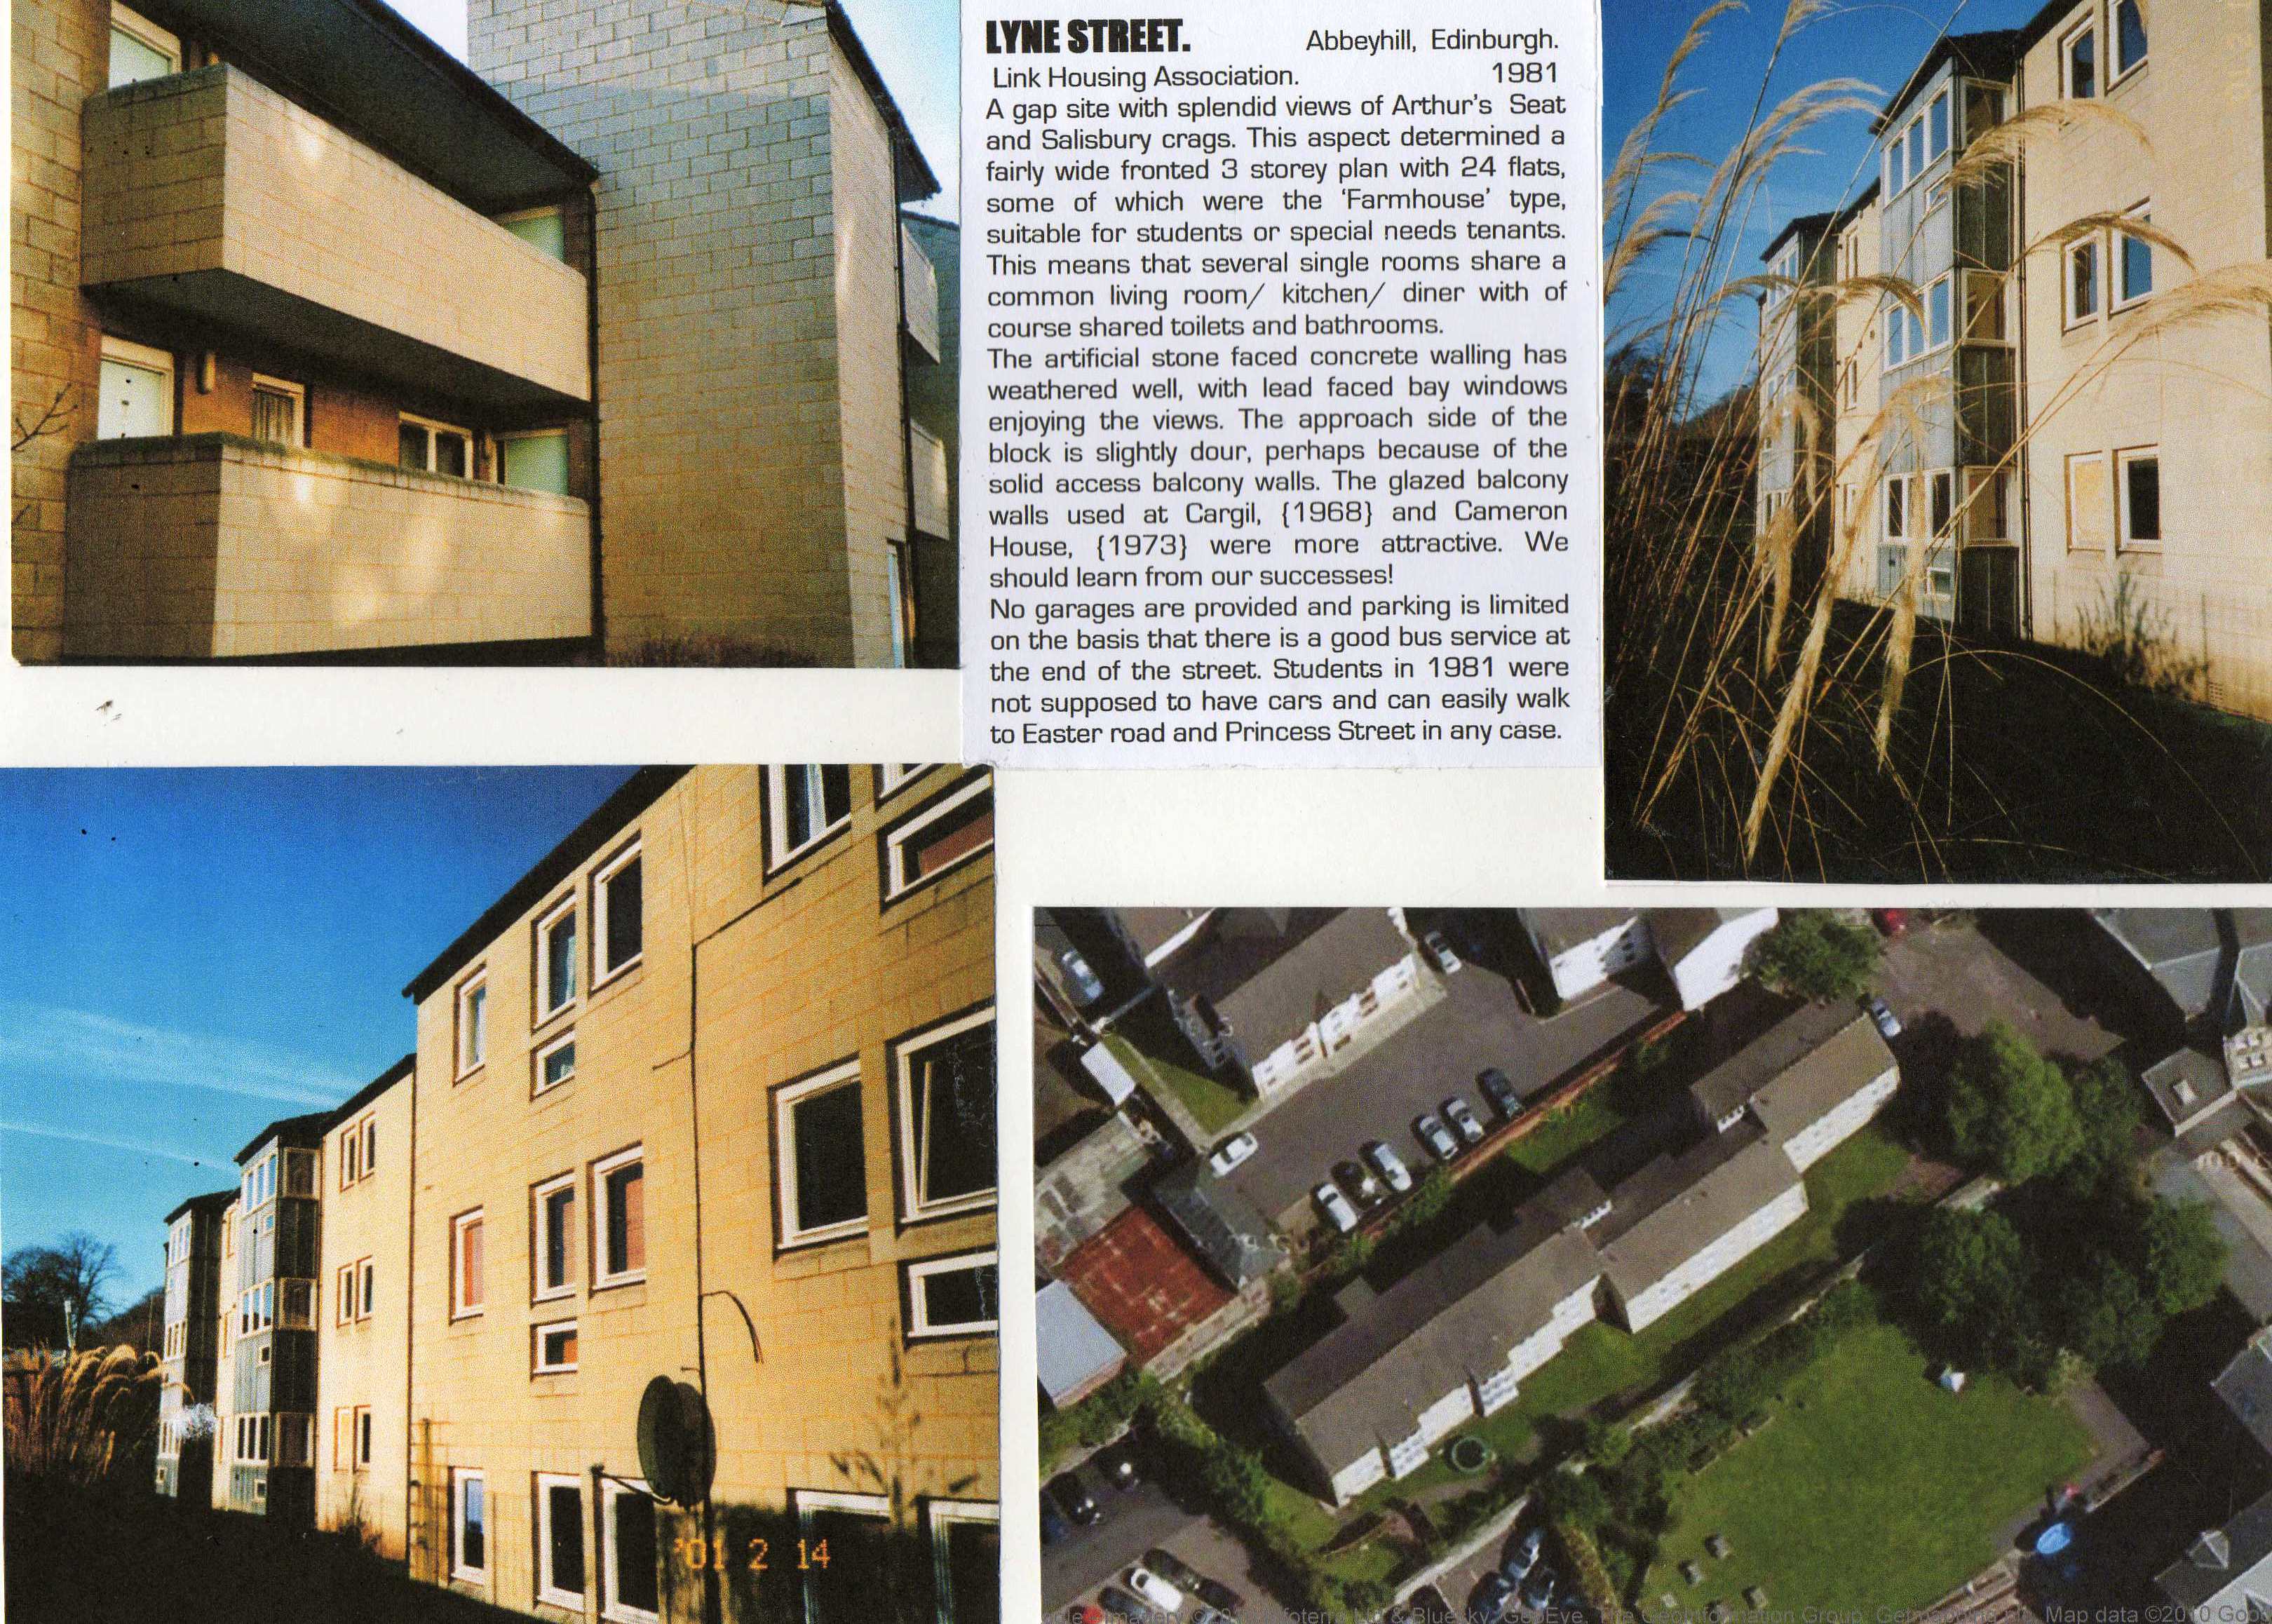 LYNE STREET. Abbeyhill, Edinburgh.
Link Housing Association. 1981
A gap site with splendid views of Arthur's Seat
and Salisbury crags. This aspect determined a
fairly wide fronted 3 storey plan with 24 flats,
some of which were the 'Farmhouse' type,
suitable for students or special needs tenants.
This means that several single rooms share a
common living room/ kitchen/ diner with of
course shared toilets and bathrooms.
The artificial stone faced concrete walling has
weathered well, with lead faced bay windows
enjoying the views. The approach side of the
block is slightly dour, perhaps because of the
solid access balcony walls. The glazed balcony
walls used at Cargil, {1968} and Cameron
House, {1973} were more attractive. We
should learn from our successes!
No garages are provided and parking is limited
on the basis that there is a good bus service at
the end of the street. Students in 1981 were
not supposed to have cars and can easily walk
to Easter road and Princess Street in any case.
'01 2 14
Bluesky, GeoEye, The GeoInformation Group, Getmapping plc, Map data ©2010